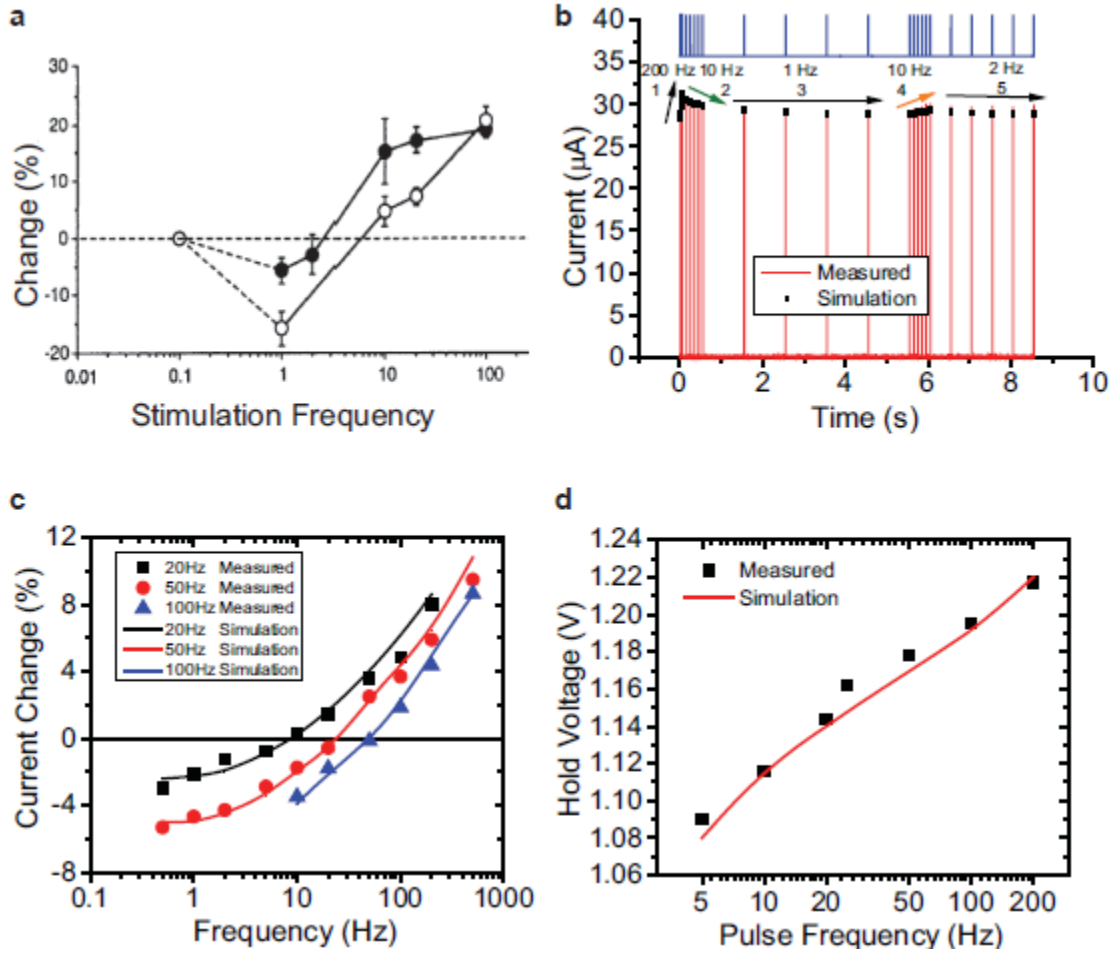 a
Change (%)
20
10
0
-10
-20
0.01 0.1 1 10 100
Stimulation Frequency
b
Current (μA)
40
35
30
25
20
15
10
5
0
200 Hz 10 Hz 1 Hz 10 Hz 2 Hz
1 2 3 4 5
Measured
Simulation
0 2 4 6 8 10
Time (s)
c
Current Change (%)
12
8
4
0
-4
-8
20Hz Measured
50Hz Measured
100Hz Measured
20Hz Simulation
50Hz Simulation
100Hz Simulation
0.1 1 10 100 1000
Frequency (Hz)
d
Hold Voltage (V)
1.24
1.22
1.20
1.18
1.16
1.14
1.12
1.10
1.08
1.06
Measured
Simulation
5 10 20 50 100 200
Pulse Frequency (Hz)